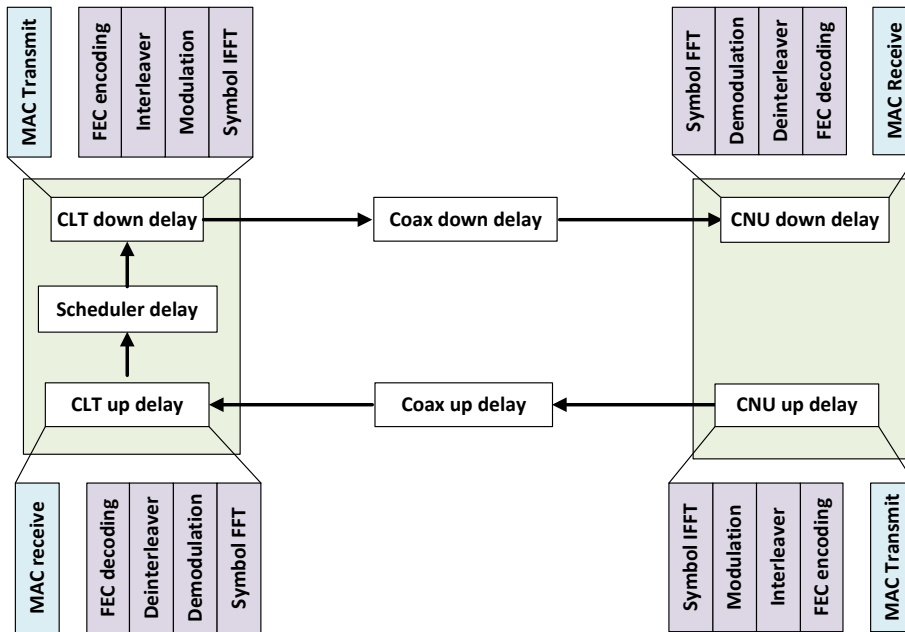 MAC Transmit
FEC encoding
Interleaver
Modulation
Symbol IFFT
Symbol FFT
Demodulation
Deinterleaver
FEC decoding
MAC Receive
CLT down delay
Coax down delay
CNU down delay
Scheduler delay
CLT up delay
Coax up delay
CNU up delay
MAC receive
FEC decoding
Deinterleaver
Demodulation
Symbol FFT
Symbol IFFT
Modulation
Interleaver
FEC encoding
MAC Transmit